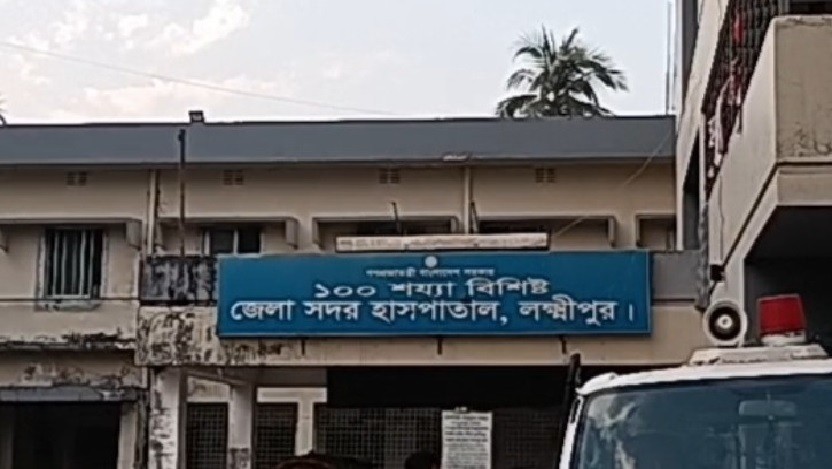 গণপ্রজাতন্ত্রী বাংলাদেশ সরকার
১০০ শয্যা বিশিষ্ট
জেলা সদর হাসপাতাল, লক্ষ্মীপুর।